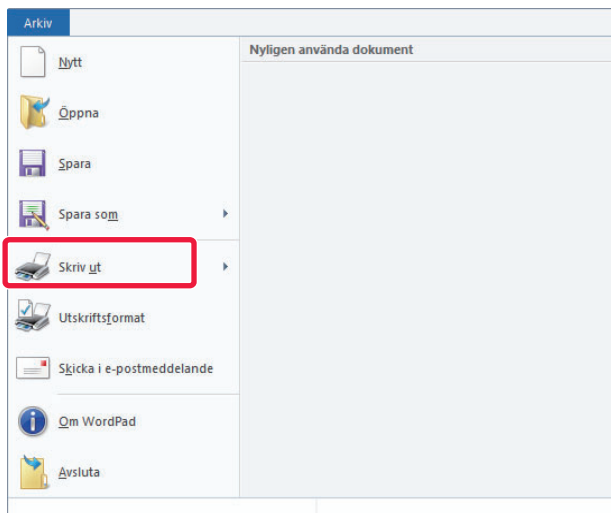 Arkiv
Nyligen använda dokument
Nytt
Öppna
Spara
Spara som
Skriv ut
Utskriftsformat
Skicka i e-postmeddelande
Om WordPad
Avsluta